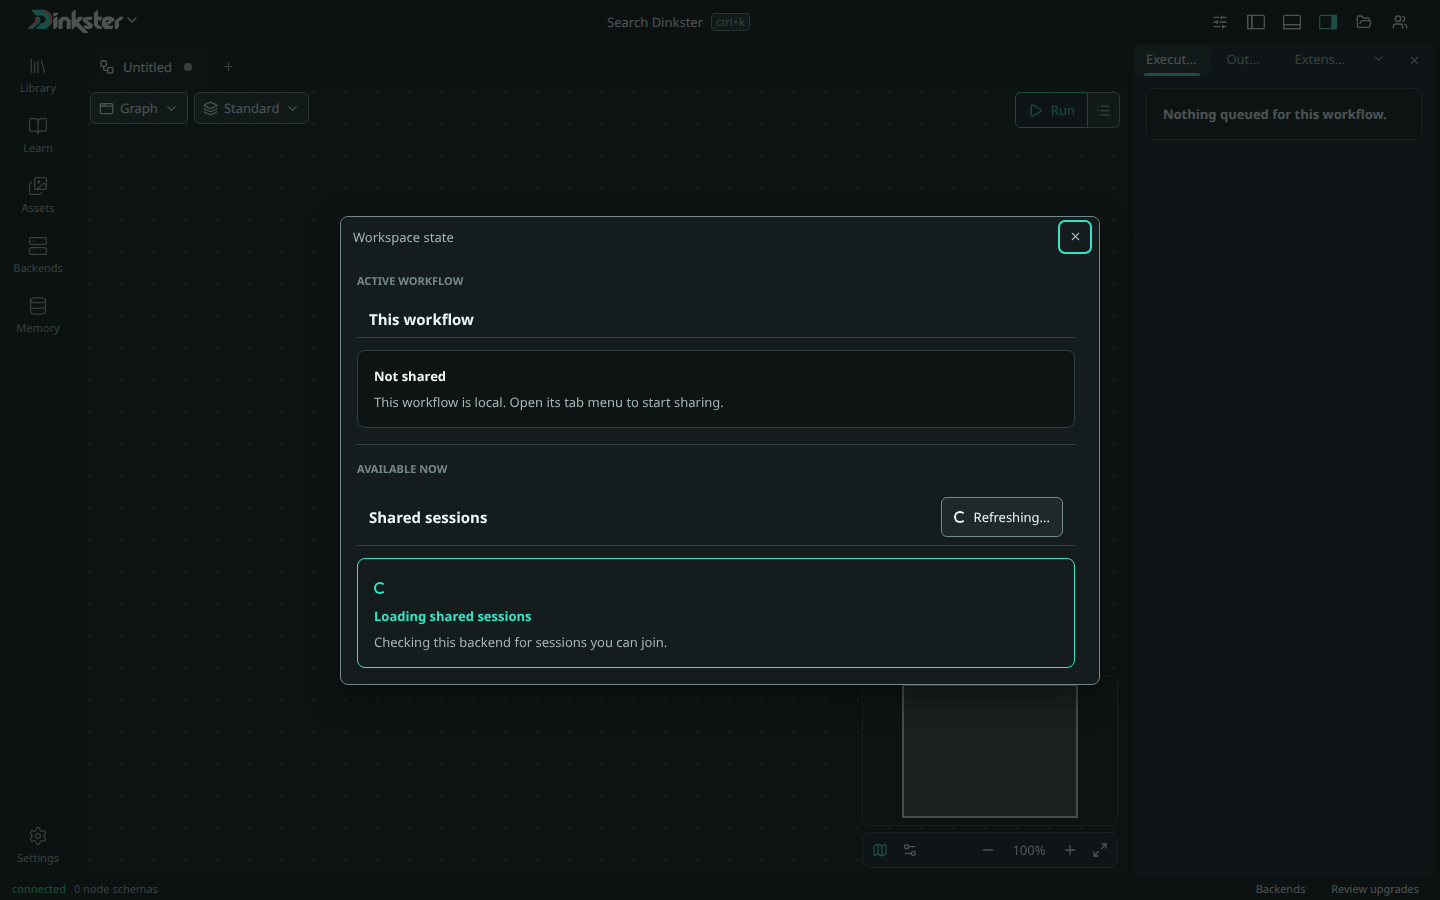 Dinkster
Search Dinkster ctrl+k
Library
Learn
Assets
Backends
Memory
Settings
Untitled
Graph
Standard
Run
Execut...
Out...
Extens...
Nothing queued for this workflow.
Workspace state
ACTIVE WORKFLOW
This workflow
Not shared
This workflow is local. Open its tab menu to start sharing.
AVAILABLE NOW
Shared sessions
Refreshing...
Loading shared sessions
Checking this backend for sessions you can join.
100%
connected 0 node schemas
Backends
Review upgrades